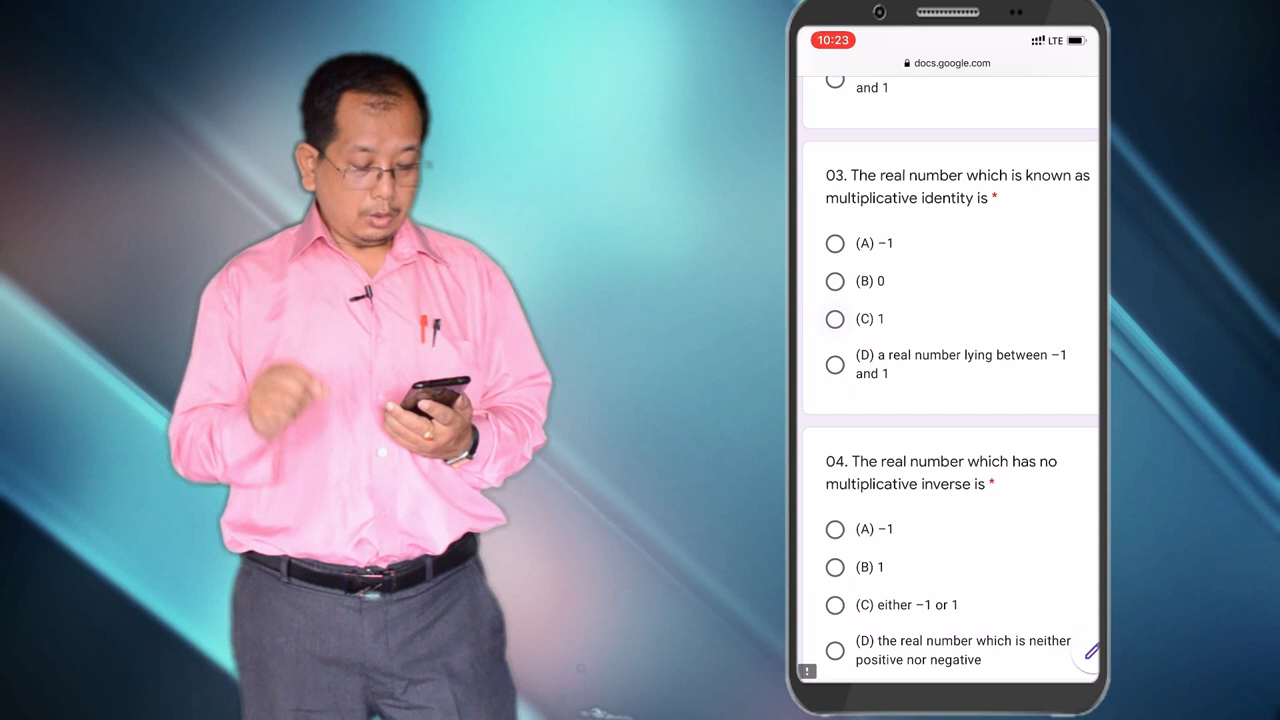 10:23
LTE
docs.google.com
and 1
03. The real number which is known as
multiplicative identity is *
(A) −1
(B) 0
(C) 1
(D) a real number lying between −1
and 1
04. The real number which has no
multiplicative inverse is *
(A) −1
(B) 1
(C) either −1 or 1
(D) the real number which is neither
positive nor negative